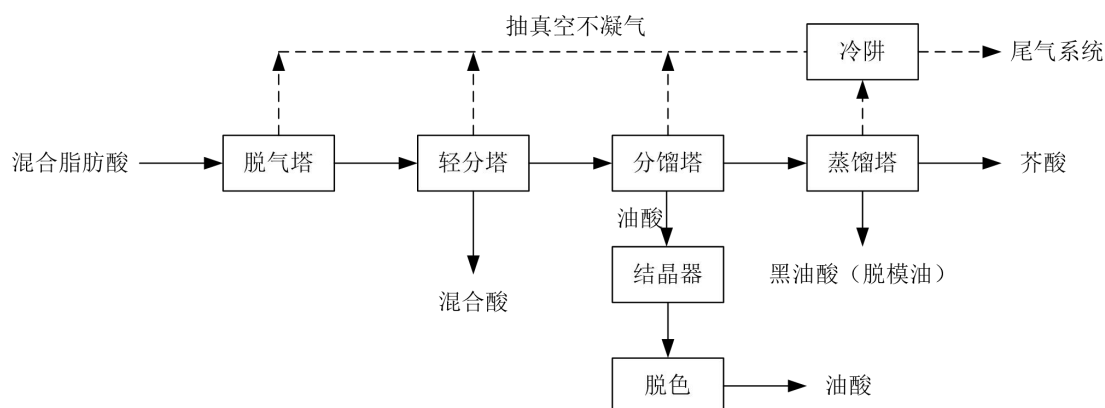 抽真空不凝气
冷阱
尾气系统
混合脂肪酸
脱气塔
轻分塔
分馏塔
蒸馏塔
芥酸
油酸
结晶器
黑油酸（脱模油）
混合酸
脱色
油酸